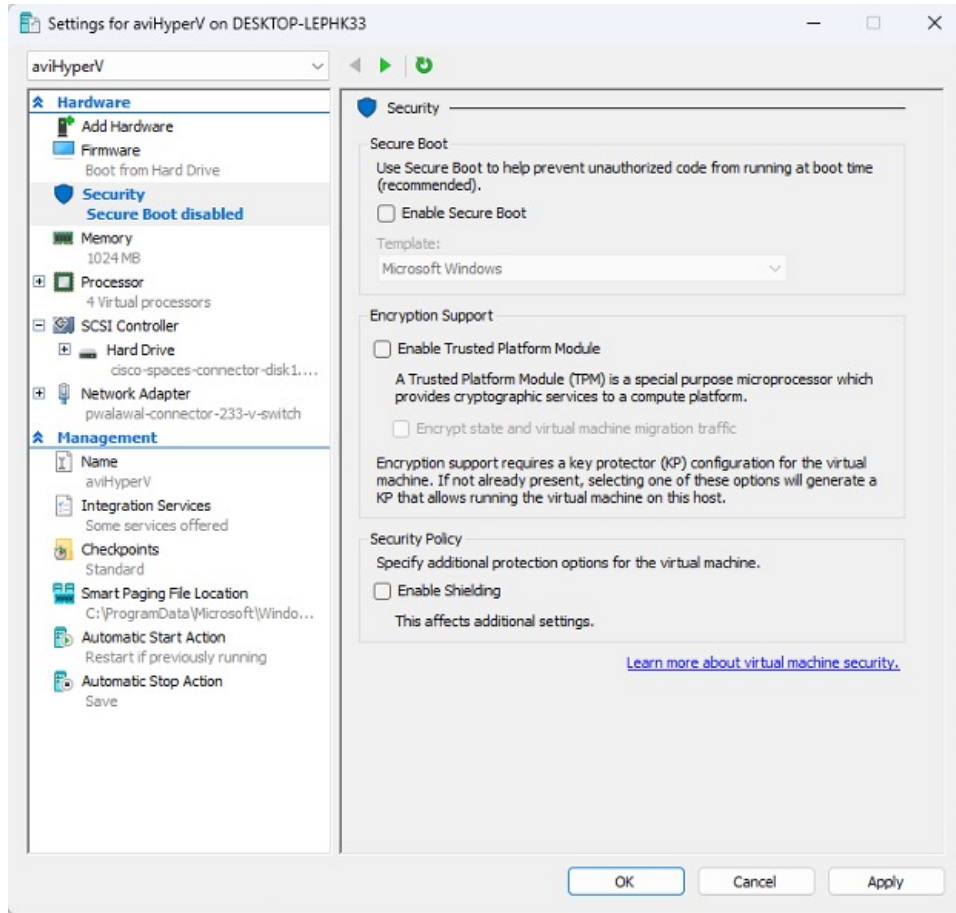 Settings for aviHyperV on DESKTOP-LEPHK33
aviHyperV
Hardware
Add Hardware
Firmware
Boot from Hard Drive
Security
Secure Boot disabled
Memory
1024 MB
Processor
4 Virtual processors
SCSI Controller
Hard Drive
cisco-spaces-connector-disk1....
Network Adapter
pwalawal-connector-233-v-switch
Management
Name
aviHyperV
Integration Services
Some services offered
Checkpoints
Standard
Smart Paging File Location
C:\ProgramData\Microsoft\Windo...
Automatic Start Action
Restart if previously running
Automatic Stop Action
Save
Security
Secure Boot
Use Secure Boot to help prevent unauthorized code from running at boot time
(recommended).
Enable Secure Boot
Template:
Microsoft Windows
Encryption Support
Enable Trusted Platform Module
A Trusted Platform Module (TPM) is a special purpose microprocessor which
provides cryptographic services to a compute platform.
Encrypt state and virtual machine migration traffic
Encryption support requires a key protector (KP) configuration for the virtual
machine. If not already present, selecting one of these options will generate a
KP that allows running the virtual machine on this host.
Security Policy
Specify additional protection options for the virtual machine.
Enable Shielding
This affects additional settings.
Learn more about virtual machine security.
OK
Cancel
Apply